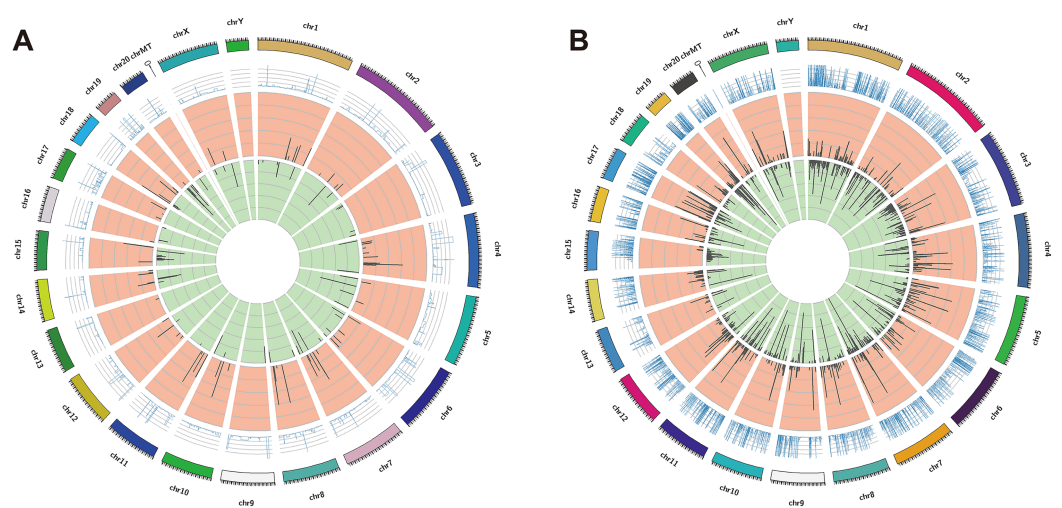 A
chr1
chr2
chr3
chr4
chr5
chr6
chr7
chr8
chr9
chr10
chr11
chr12
chr13
chr14
chr15
chr16
chr17
chr18
chr19
chr20
chrMT
chrX
chrY
B
chr1
chr2
chr3
chr4
chr5
chr6
chr7
chr8
chr9
chr10
chr11
chr12
chr13
chr14
chr15
chr16
chr17
chr18
chr19
chr20
chrMT
chrX
chrY